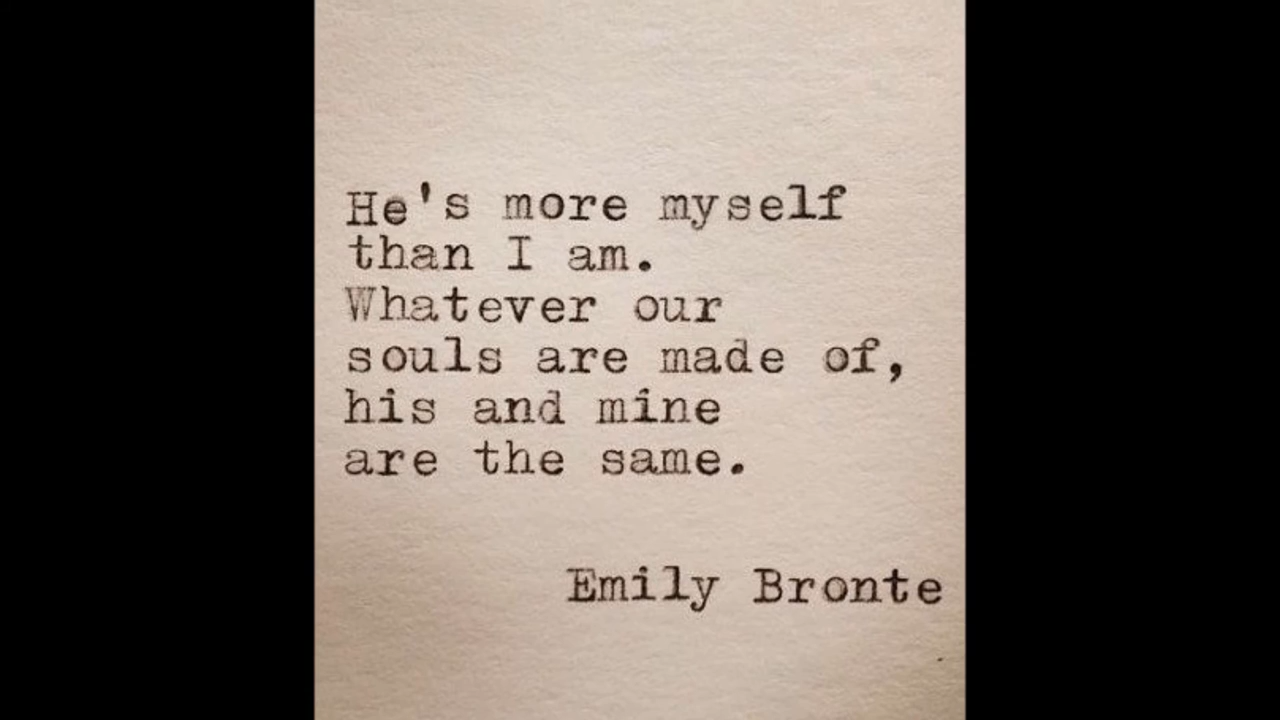 He's more myself
than I am.
Whatever our
souls are made of,
his and mine
are the same.
Emily Bronte